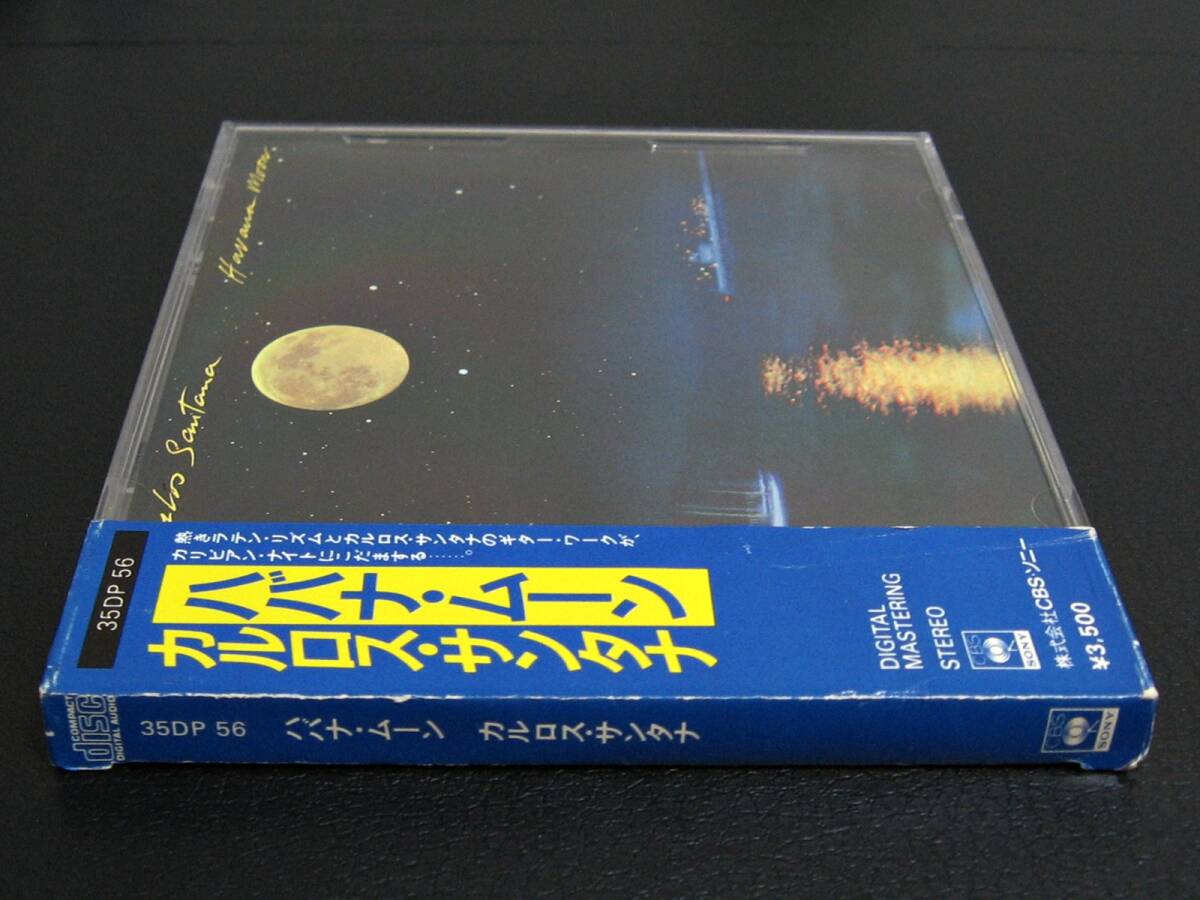 Havana Moon
Santana
35DP 56
熱きラテン・リズムとカルロス・サンタナのギター・ワークが、
カリビアン・ナイトにこだまする……。
ハバナ・ムーン
カルロス・サンタナ
DIGITAL
MASTERING
STEREO
CBS
SONY
株式会社CBS・ソニー
¥3,500
COMPACT
disc
DIGITAL AUDIO
35DP 56
ハバナ・ムーン カルロス・サンタナ
CBS
SONY